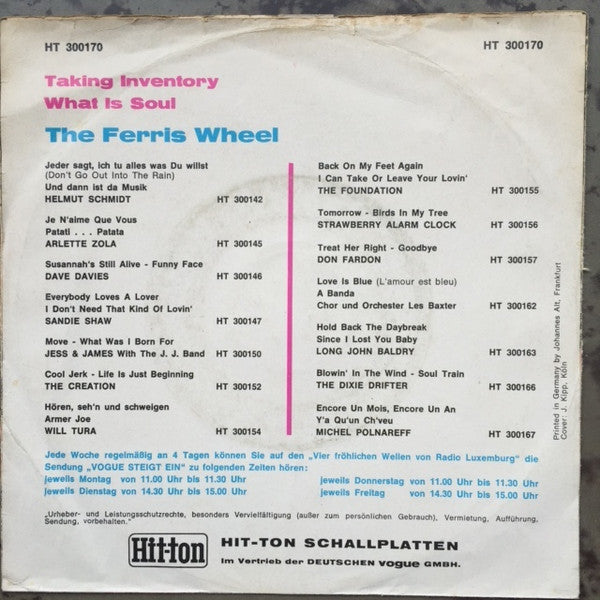 HT 300170
HT 300170
Taking Inventory
What Is Soul
The Ferris Wheel
Jeder sagt, ich tu alles was Du willst
(Don't Go Out Into The Rain)
Und dann ist da Musik
HELMUT SCHMIDT HT 300142
Je N'aime Que Vous
Patati . . . Patata
ARLETTE ZOLA HT 300145
Susannah's Still Alive - Funny Face
DAVE DAVIES HT 300146
Everybody Loves A Lover
I Don't Need That Kind Of Lovin'
SANDIE SHAW HT 300147
Move - What Was I Born For
JESS & JAMES With The J. J. Band HT 300150
Cool Jerk - Life Is Just Beginning
THE CREATION HT 300152
Hören, seh'n und schweigen
Armer Joe
WILL TURA HT 300154
Back On My Feet Again
I Can Take Or Leave Your Lovin'
THE FOUNDATION HT 300155
Tomorrow - Birds In My Tree
STRAWBERRY ALARM CLOCK HT 300156
Treat Her Right - Goodbye
DON FARDON HT 300157
Love Is Blue (L'amour est bleu)
A Banda
Chor und Orchester Les Baxter HT 300162
Hold Back The Daybreak
Since I Lost You Baby
LONG JOHN BALDRY HT 300163
Blowin' In The Wind - Soul Train
THE DIXIE DRIFTER HT 300166
Encore Un Mois, Encore Un An
Y'a Qu'un Ch'veu
MICHEL POLNAREFF HT 300167
Printed in Germany by Johannes Alt, Frankfurt
Cover: J. Kipp, Köln
Jede Woche regelmäßig an 4 Tagen können Sie auf den „Vier fröhlichen Wellen von Radio Luxemburg" die
Sendung „VOGUE STEIGT EIN" zu folgenden Zeiten hören:
jeweils Montag von 11.00 Uhr bis 11.30 Uhr
jeweils Dienstag von 14.30 Uhr bis 15.00 Uhr
jeweils Donnerstag von 11.00 Uhr bis 11.30 Uhr
jeweils Freitag von 14.30 Uhr bis 15.00 Uhr
„Urheber- und Leistungsschutzrechte, besonders Vervielfältigung (außer zum persönlichen Gebrauch), Vermietung, Aufführung,
Sendung, vorbehalten."
Hit-ton
HIT-TON SCHALLPLATTEN
Im Vertrieb der DEUTSCHEN vogue GMBH.